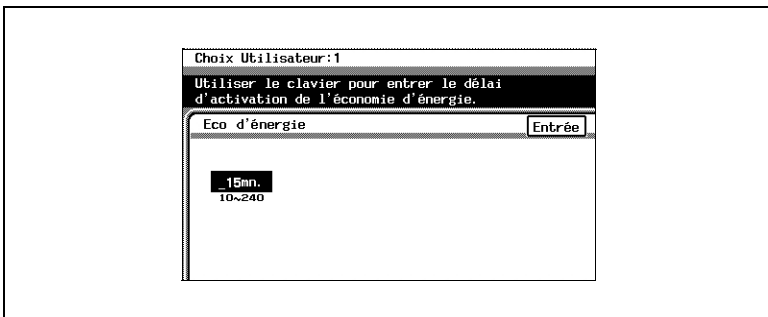 Choix Utilisateur:1
Utiliser le clavier pour entrer le délai
d'activation de l'économie d'énergie.
Eco d'énergie
Entrée
_15mn.
10~240